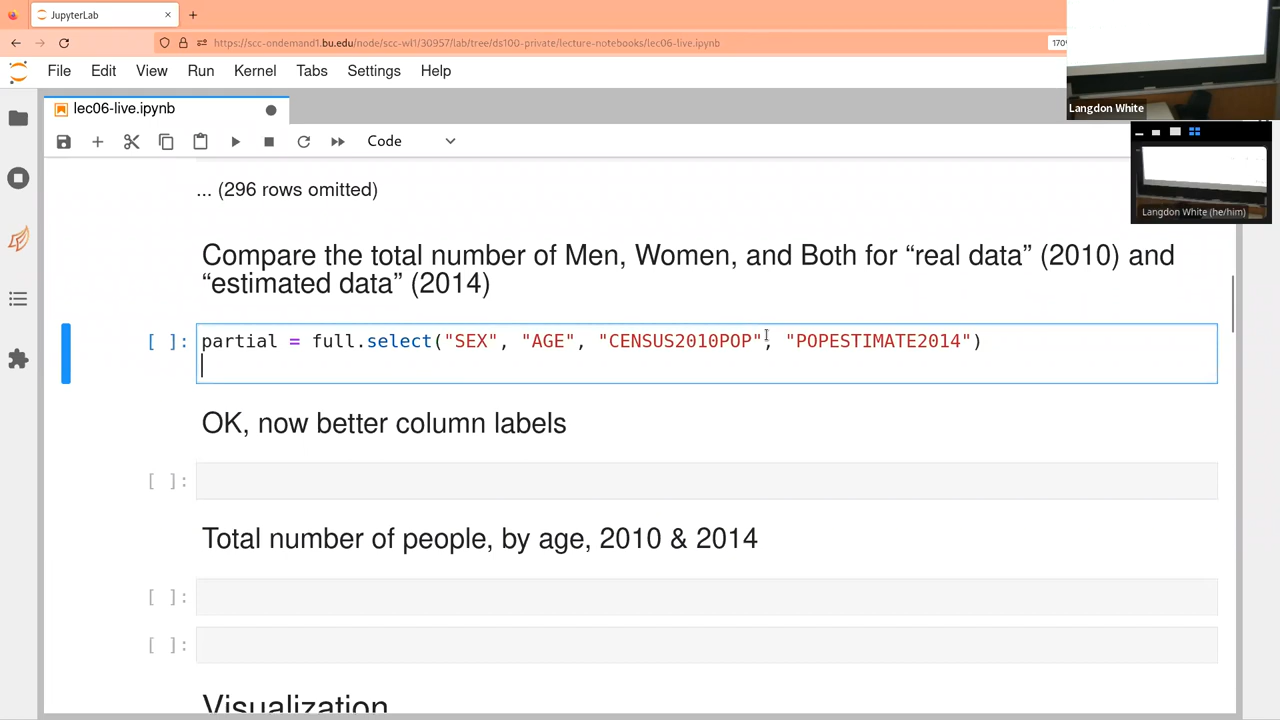 JupyterLab
https://scc-ondemand1.bu.edu/node/scc-wl1/30957/lab/tree/ds100-private/lecture-notebooks/lec06-live.ipynb
170%
File Edit View Run Kernel Tabs Settings Help
Langdon White
lec06-live.ipynb
Code
Langdon White (he/him)
... (296 rows omitted)
Compare the total number of Men, Women, and Both for “real data” (2010) and
“estimated data” (2014)
[ ]: partial = full.select("SEX", "AGE", "CENSUS2010POP", "POPESTIMATE2014")
OK, now better column labels
[ ]:
Total number of people, by age, 2010 & 2014
[ ]:
[ ]:
Visualization